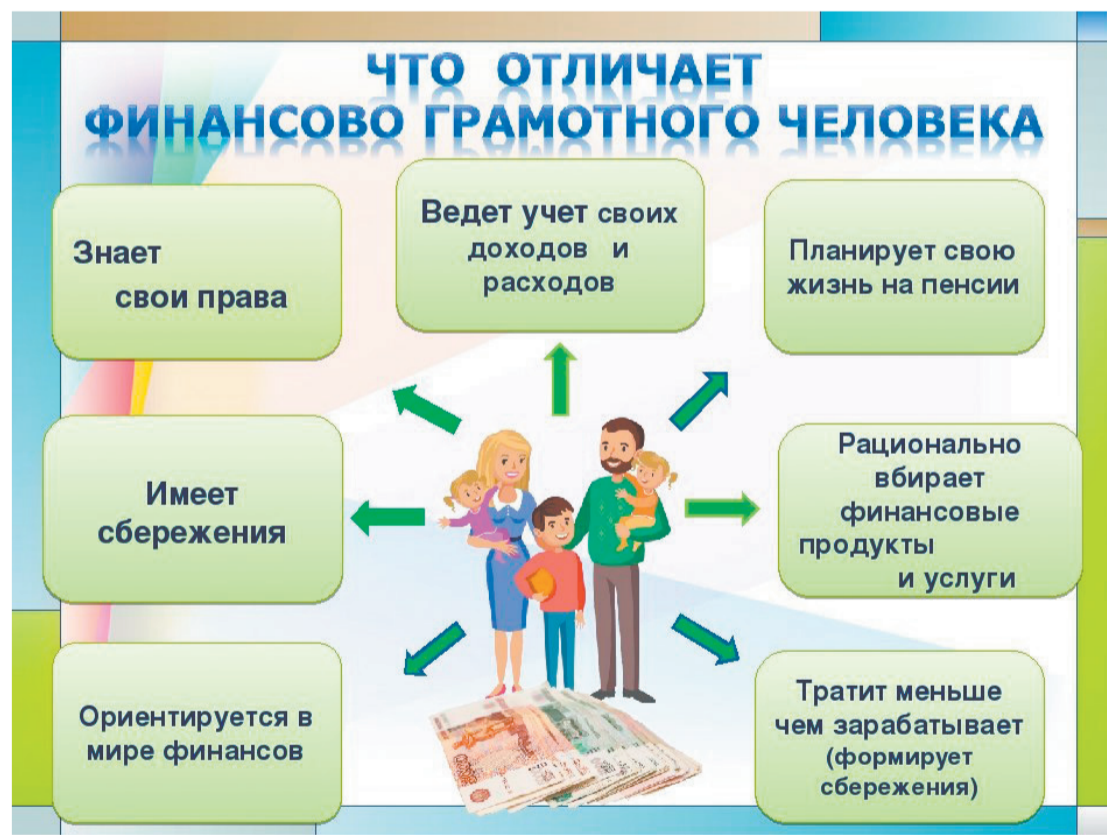 ЧТО ОТЛИЧАЕТ
ФИНАНСОВО ГРАМОТНОГО ЧЕЛОВЕКА
Знает
свои права
Ведет учет своих
доходов и
расходов
Планирует свою
жизнь на пенсии
Имеет
сбережения
Рационально
вбирает
финансовые
продукты
и услуги
Ориентируется в
мире финансов
Тратит меньше
чем зарабатывает
(формирует
сбережения)